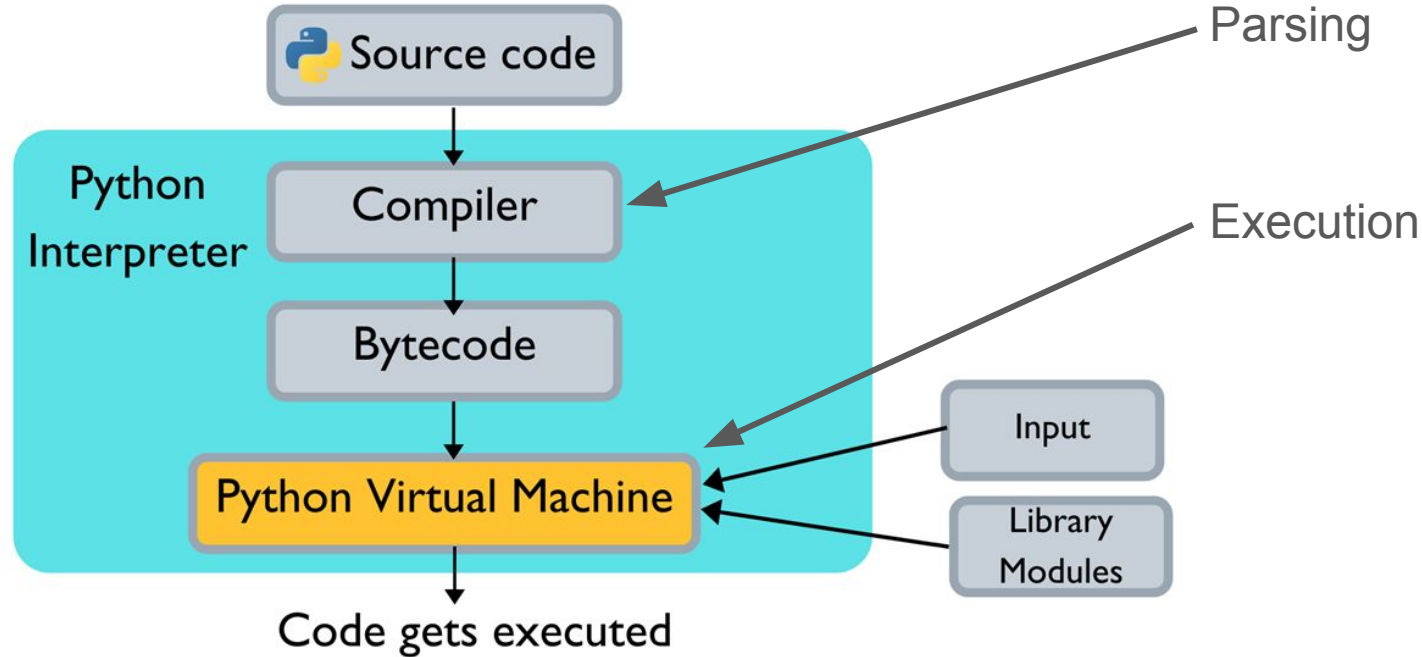 Source code
Parsing
Python
Interpreter
Compiler
Execution
Bytecode
Python Virtual Machine
Input
Library
Modules
Code gets executed